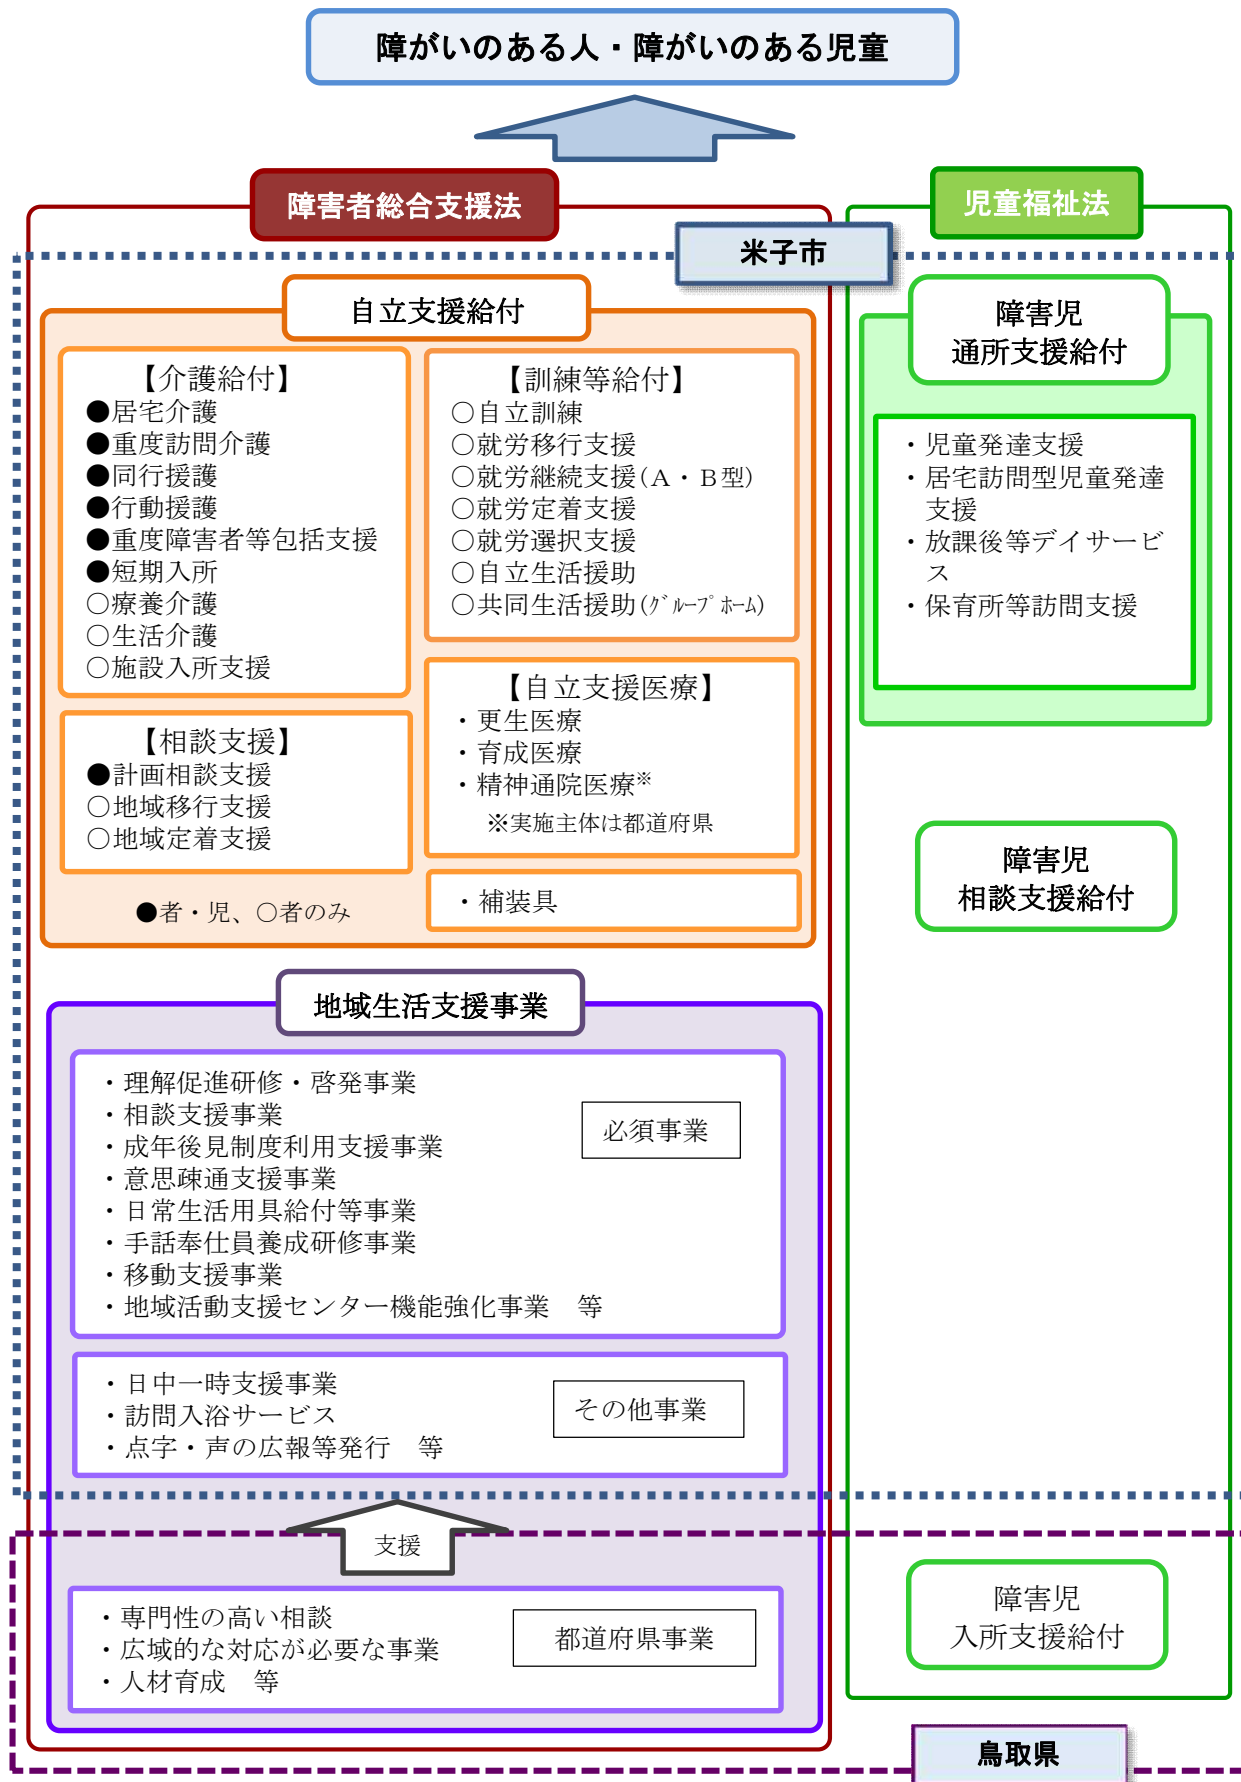 障がいのある人・障がいのある児童
障害者総合支援法
児童福祉法
米子市
自立支援給付
【介護給付】
●居宅介護
●重度訪問介護
●同行援護
●行動援護
●重度障害者等包括支援
●短期入所
○療養介護
○生活介護
○施設入所支援
【訓練等給付】
○自立訓練
○就労移行支援
○就労継続支援(A・B型)
○就労定着支援
○就労選択支援
○自立生活援助
○共同生活援助(グループホーム)
【相談支援】
●計画相談支援
○地域移行支援
○地域定着支援
【自立支援医療】
・更生医療
・育成医療
・精神通院医療※
※実施主体は都道府県
・補装具
●者・児、○者のみ
障害児
通所支援給付
・児童発達支援
・居宅訪問型児童発達
支援
・放課後等デイサービ
ス
・保育所等訪問支援
障害児
相談支援給付
地域生活支援事業
・理解促進研修・啓発事業
・相談支援事業
・成年後見制度利用支援事業
・意思疎通支援事業
・日常生活用具給付等事業
・手話奉仕員養成研修事業
・移動支援事業
・地域活動支援センター機能強化事業 等
必須事業
・日中一時支援事業
・訪問入浴サービス
・点字・声の広報等発行 等
その他事業
支援
・専門性の高い相談
・広域的な対応が必要な事業
・人材育成 等
都道府県事業
障害児
入所支援給付
鳥取県